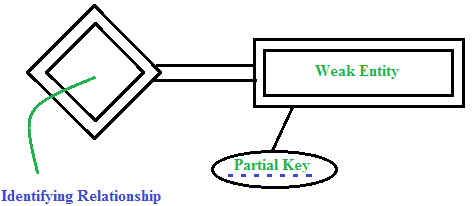 Weak Entity
Partial Key
Identifying Relationship